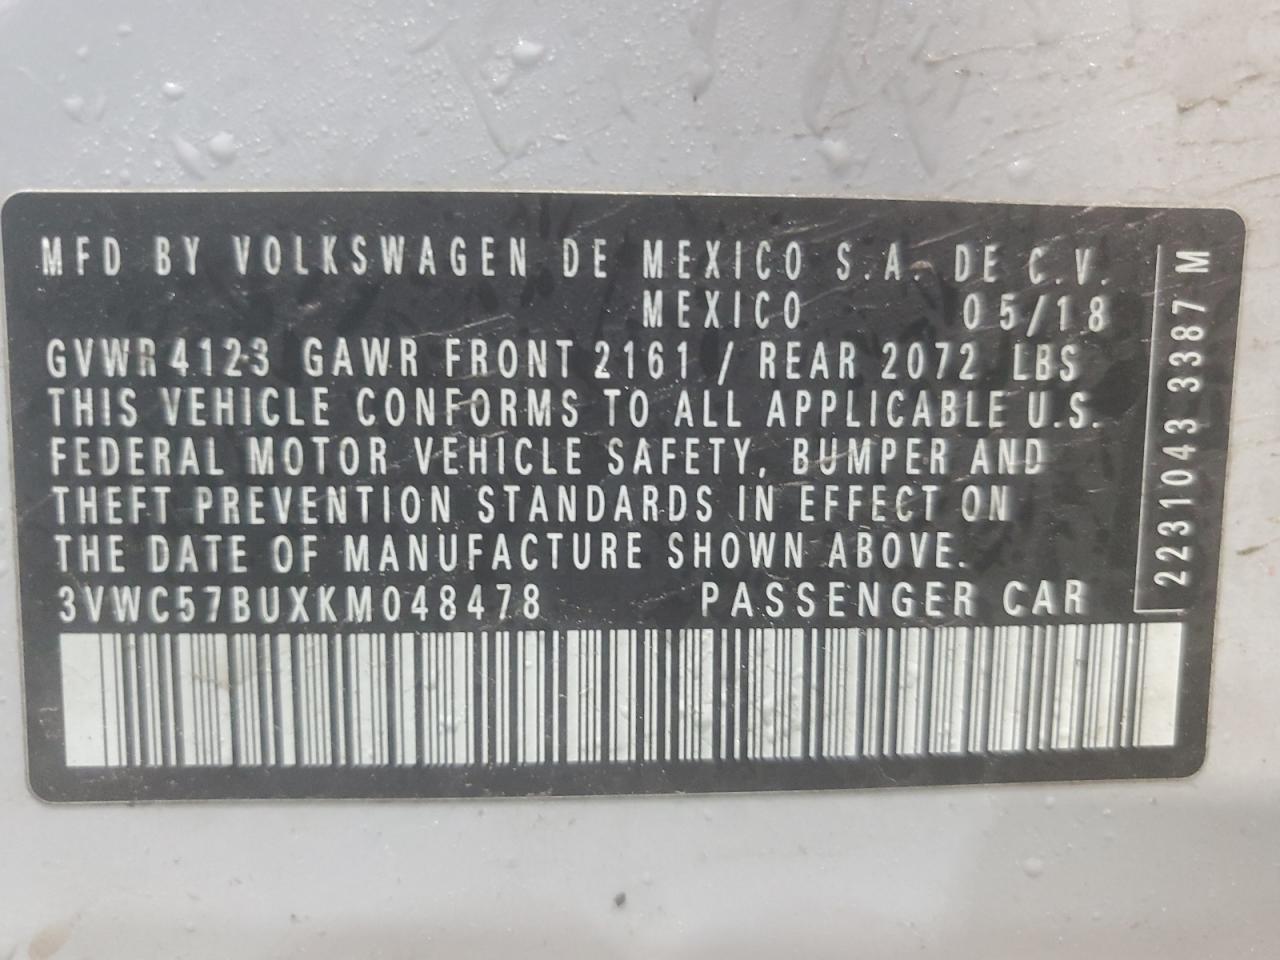 MFD BY VOLKSWAGEN DE MEXICO S.A. DE C.V.
MEXICO 05/18
GVWR 4123 GAWR FRONT 2161 / REAR 2072 LBS
THIS VEHICLE CONFORMS TO ALL APPLICABLE U.S.
FEDERAL MOTOR VEHICLE SAFETY, BUMPER AND
THEFT PREVENTION STANDARDS IN EFFECT ON
THE DATE OF MANUFACTURE SHOWN ABOVE.
3VWC57BUXKM048478 PASSENGER CAR
2231043 3387 M